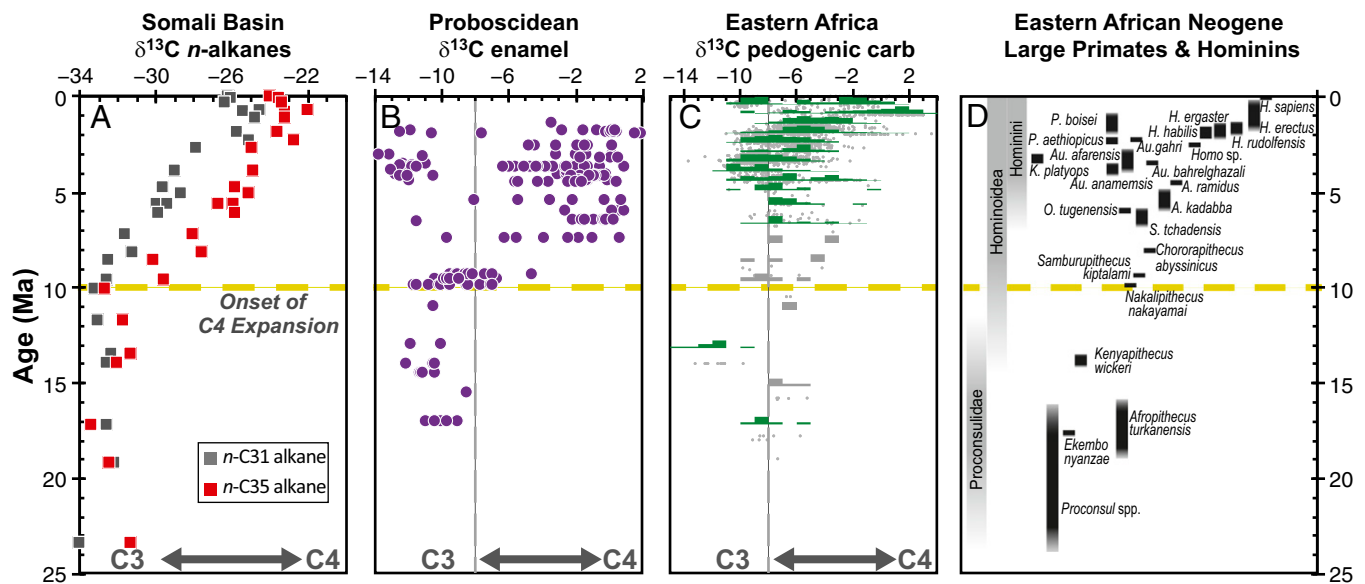 Somali Basin
δ13C n-alkanes
Proboscidean
δ13C enamel
Eastern Africa
δ13C pedogenic carb
Eastern African Neogene
Large Primates & Hominins
−34 −30 −26 −22
−14 −10 −6 −2 2
−14 −10 −6 −2 2
A
B
C
D
Age (Ma)
0
5
10
15
20
25
Onset of
C4 Expansion
n-C31 alkane
n-C35 alkane
C3 C4
C3 C4
C3 C4
Proconsulidae
Hominoidea
Hominini
H. sapiens
P. boisei
H. ergaster
P. aethiopicus
H. habilis
H. erectus
Au.gahri
H. rudolfensis
Au. afarensis
Homo sp.
K. platyops
Au. bahrelghazali
Au. anamemsis
A. ramidus
O. tugenensis
A. kadabba
S. tchadensis
Samburupithecus
kiptalami
Chororapithecus
abyssinicus
Nakalipithecus
nakayamai
Kenyapithecus
wickeri
Afropithecus
turkanensis
Ekembo
nyanzae
Proconsul spp.
0
5
10
15
20
25